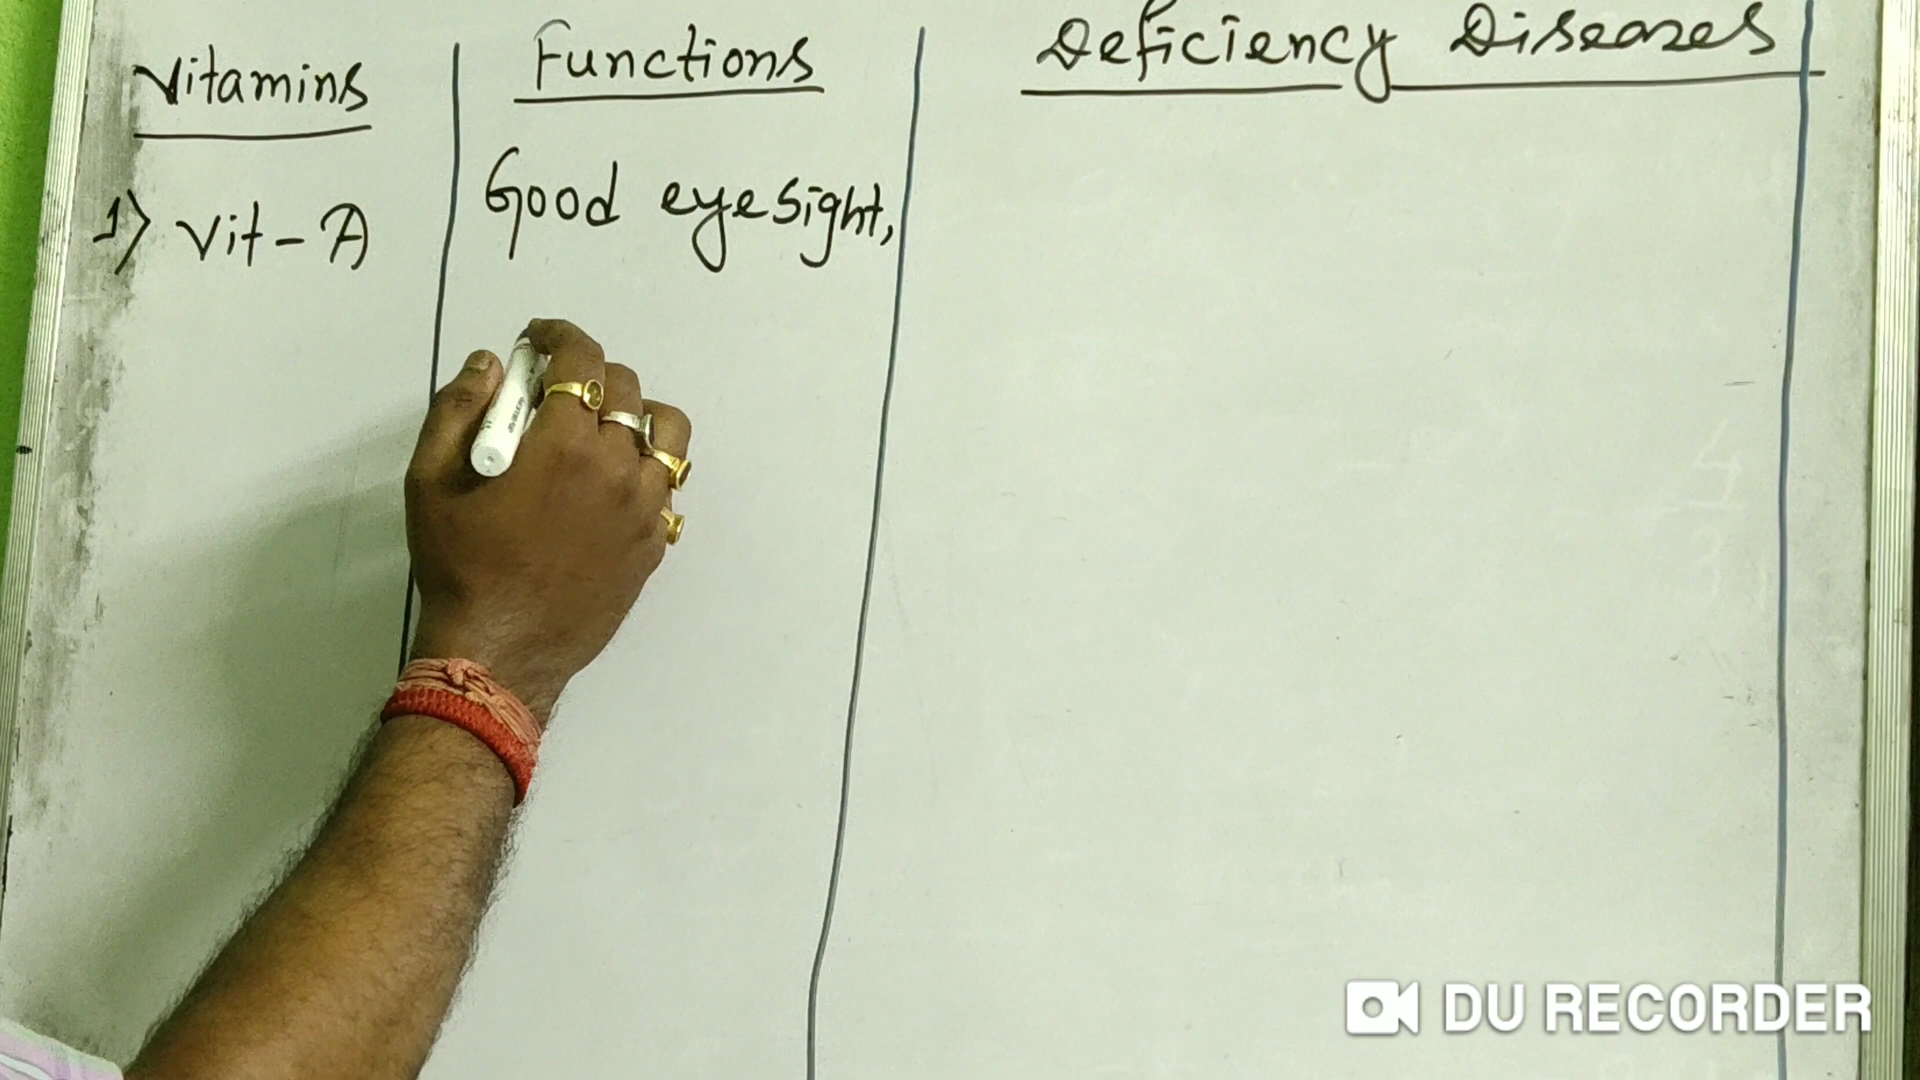 Vitamins Functions Deficiency Diseases
1) Vit-A Good eyesight,
DU RECORDER